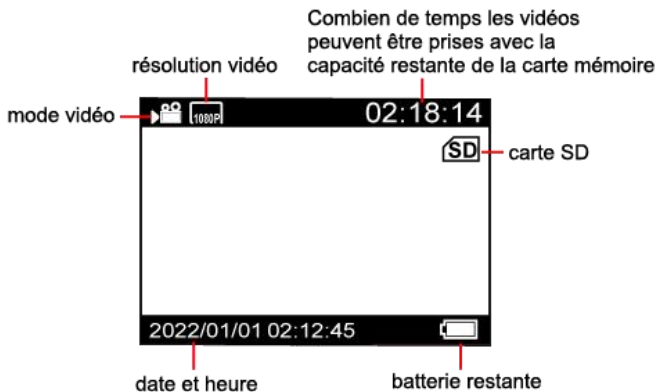 Combien de temps les vidéos
peuvent être prises avec la
capacité restante de la carte mémoire
résolution vidéo
mode vidéo
1080P
02:18:14
SD
carte SD
2022/01/01 02:12:45
date et heure
batterie restante